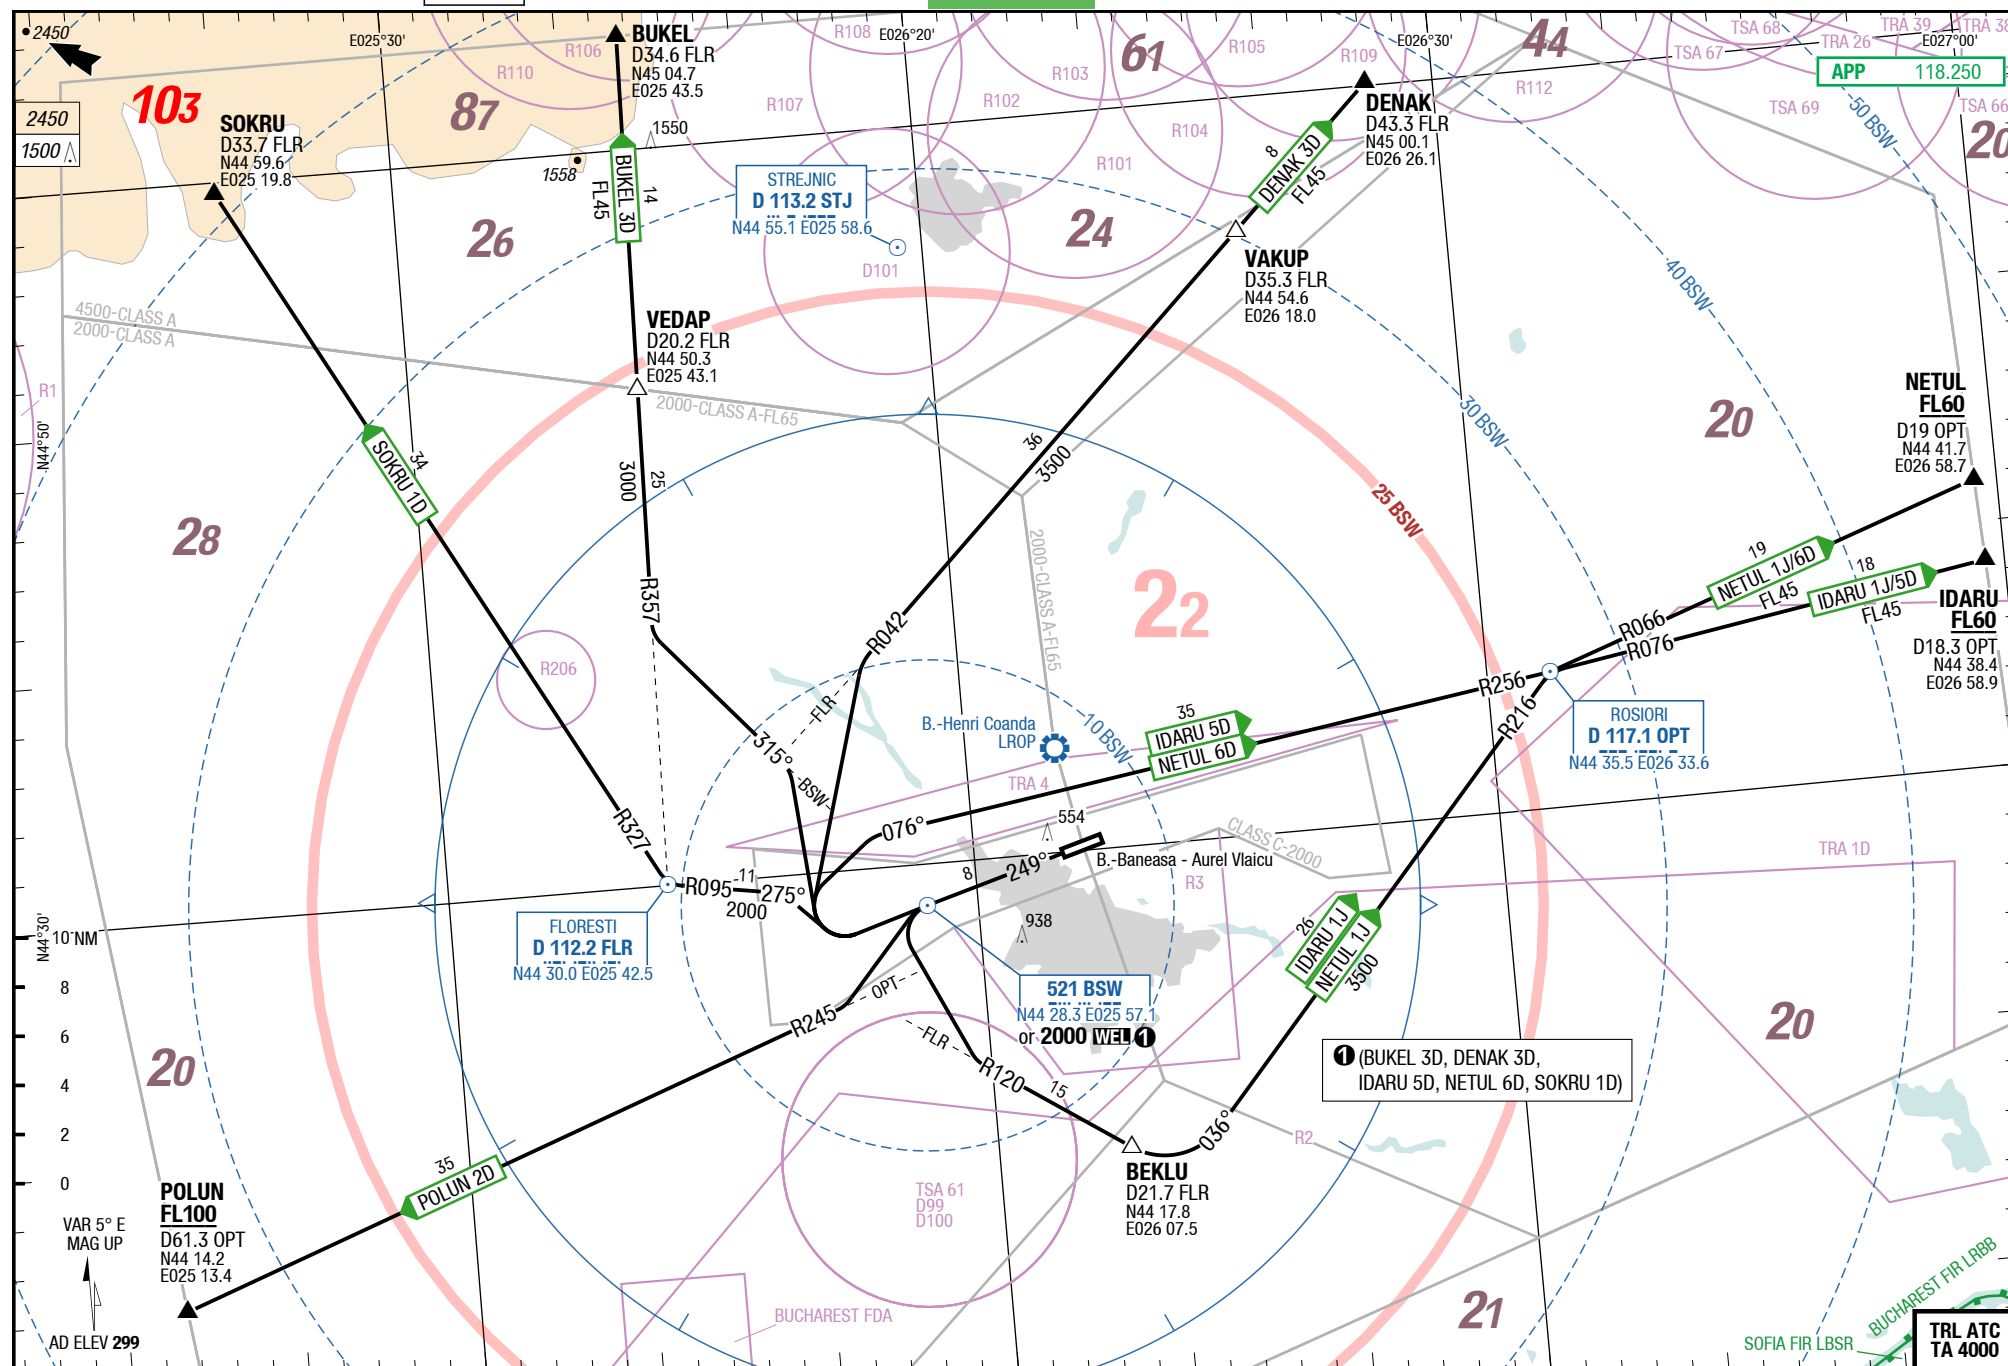 2450
E025°30'
BUKEL
D34.6 FLR
N45 04.7
E025 43.5
R106
R110
R108
E026°20'
61
R105
R109
E026°30'
44
TSA 68
TSA 67
TRA 39
TRA 26
TRA 38
E027°00'
APP 118.250
2450
1500
103
87
SOKRU
D33.7 FLR
N44 59.6
E025 19.8
1550
1558
R107
R103
R102
R104
R101
DENAK
D43.3 FLR
N45 00.1
E026 26.1
R112
TSA 69
TSA 66
50 BSW
20
BUKEL 3D
14
FL45
STREJNIC
D 113.2 STJ
N44 55.1 E025 58.6
D101
8
DENAK 3D
FL45
26
24
VAKUP
D35.3 FLR
N44 54.6
E026 18.0
40 BSW
4500-CLASS A
2000-CLASS A
VEDAP
D20.2 FLR
N44 50.3
E025 43.1
2000-CLASS A-FL65
R1
N44°50'
SOKRU 1D
34
25
3000
36
3500
30 BSW
25 BSW
20
NETUL
FL60
D19 OPT
N44 41.7
E026 58.7
28
2000-CLASS A-FL65
22
R357
R042
19
NETUL 1J/6D
FL45
18
IDARU 1J/5D
FL45
IDARU
FL60
D18.3 OPT
N44 38.4
E026 58.9
R066
R076
R206
FLR
315°
BSW
B.-Henri Coanda
LROP
10 BSW
35
IDARU 5D
NETUL 6D
R256
R216
ROSIORI
D 117.1 OPT
N44 35.5 E026 33.6
TRA 4
R327
076°
554
CLASS C-2000
B.-Baneasa - Aurel Vlaicu
TRA 1D
R095
11
275°
2000
8
249°
R3
N44°30'
10 NM
8
6
4
2
0
FLORESTI
D 112.2 FLR
N44 30.0 E025 42.5
938
26
IDARU 1J
NETUL 1J
3500
521 BSW
N44 28.3 E025 57.1
or 2000 WEL 1
OPT
R245
FLR
R120
15
20
20
1 (BUKEL 3D, DENAK 3D,
IDARU 5D, NETUL 6D, SOKRU 1D)
036°
R2
BEKLU
D21.7 FLR
N44 17.8
E026 07.5
35
POLUN 2D
POLUN
FL100
D61.3 OPT
N44 14.2
E025 13.4
TSA 61
D99
D100
VAR 5° E
MAG UP
AD ELEV 299
BUCHAREST FDA
21
BUCHAREST FIR LRBB
SOFIA FIR LBSR
TRL ATC
TA 4000